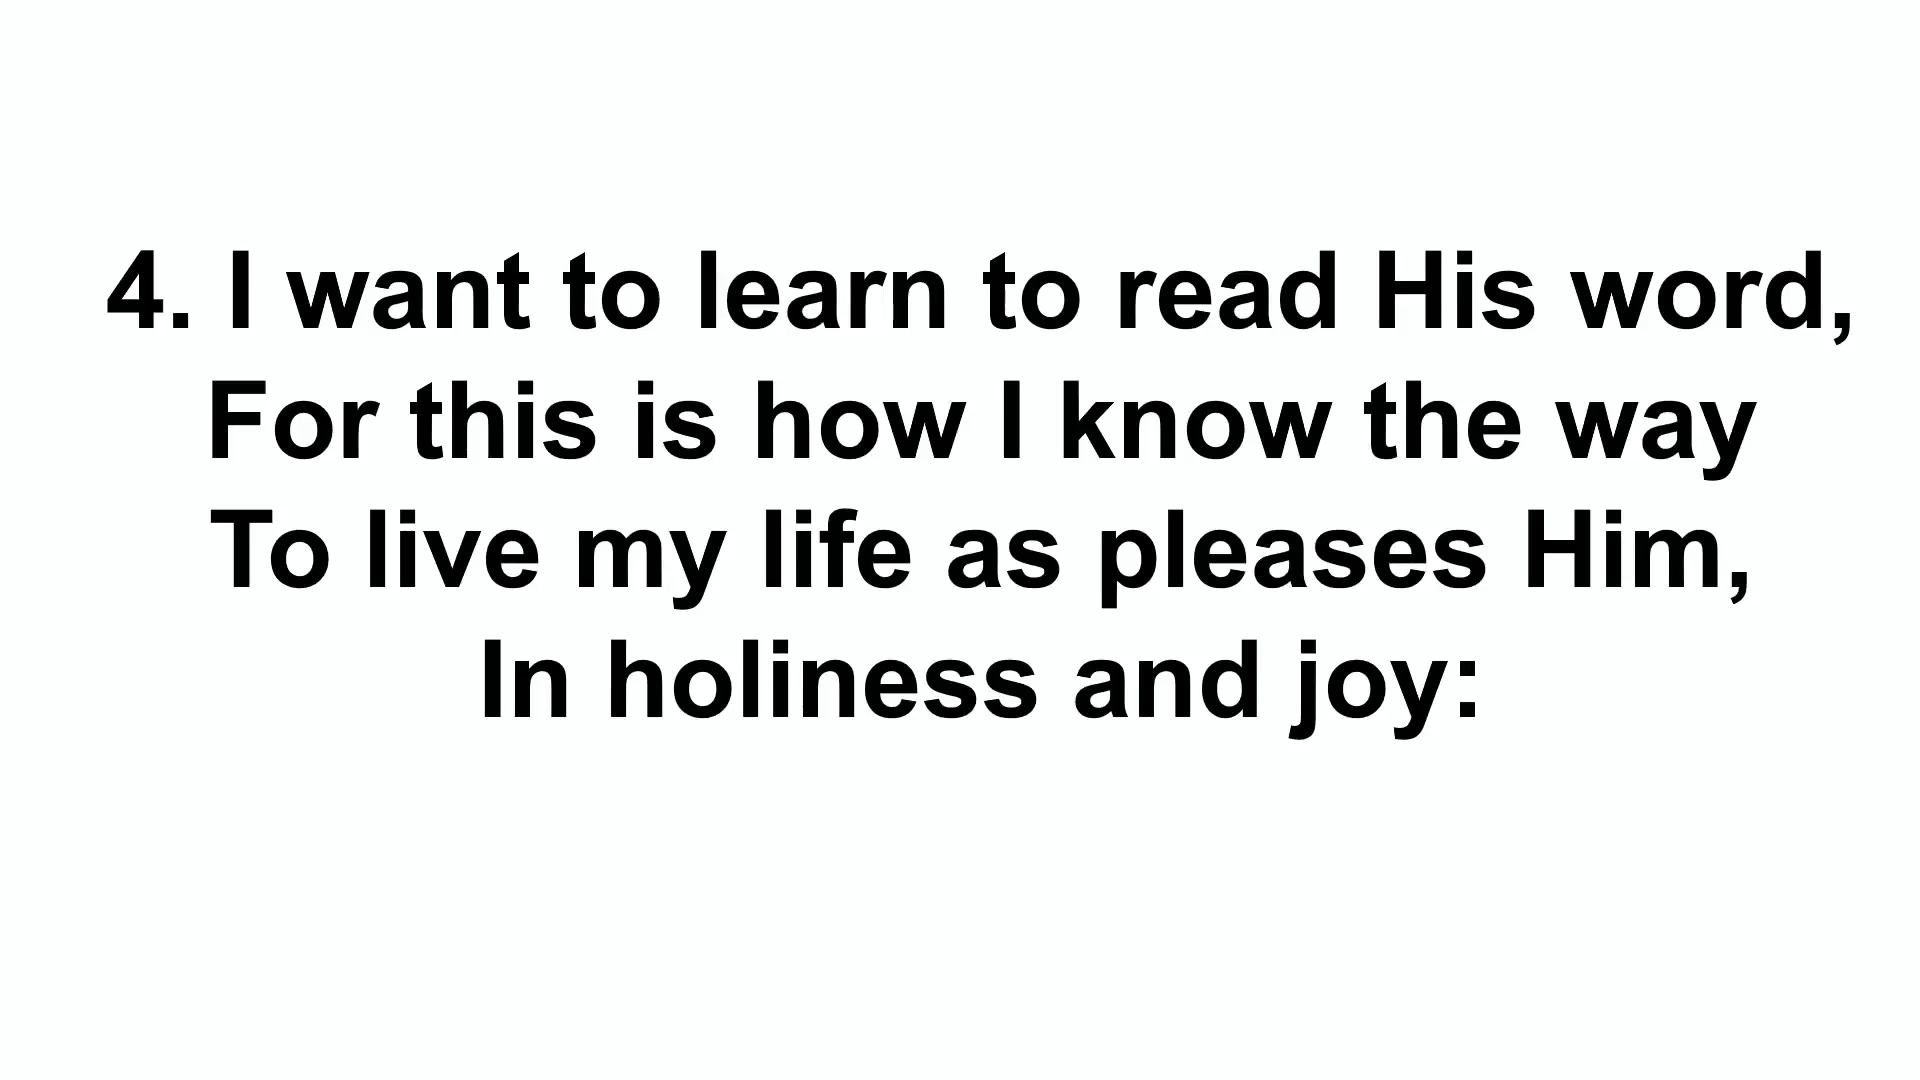 4. I want to learn to read His word,
For this is how I know the way
To live my life as pleases Him,
In holiness and joy: